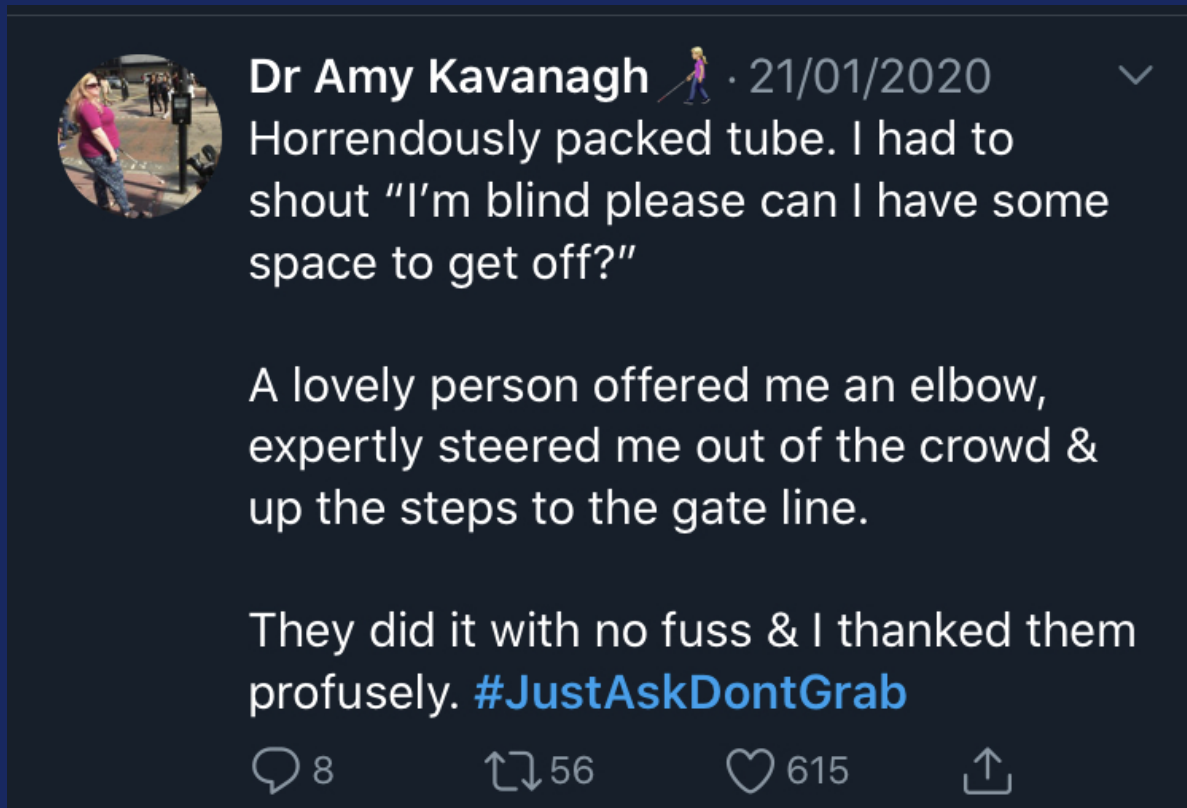 Dr Amy Kavanagh 👩🏼‍🦯 · 21/01/2020
Horrendously packed tube. I had to
shout “I’m blind please can I have some
space to get off?”
A lovely person offered me an elbow,
expertly steered me out of the crowd &
up the steps to the gate line.
They did it with no fuss & I thanked them
profusely. #JustAskDontGrab
8 56 615